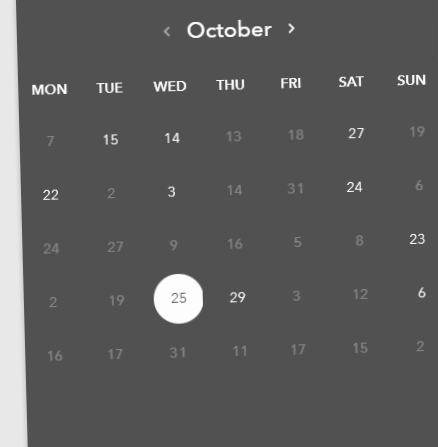 ‹ October ›
MON TUE WED THU FRI SAT SUN
7 15 14 13 18 27 19
22 2 3 14 31 24 6
24 27 9 16 5 8 23
2 19 25 29 3 12 6
16 17 31 11 17 15 2